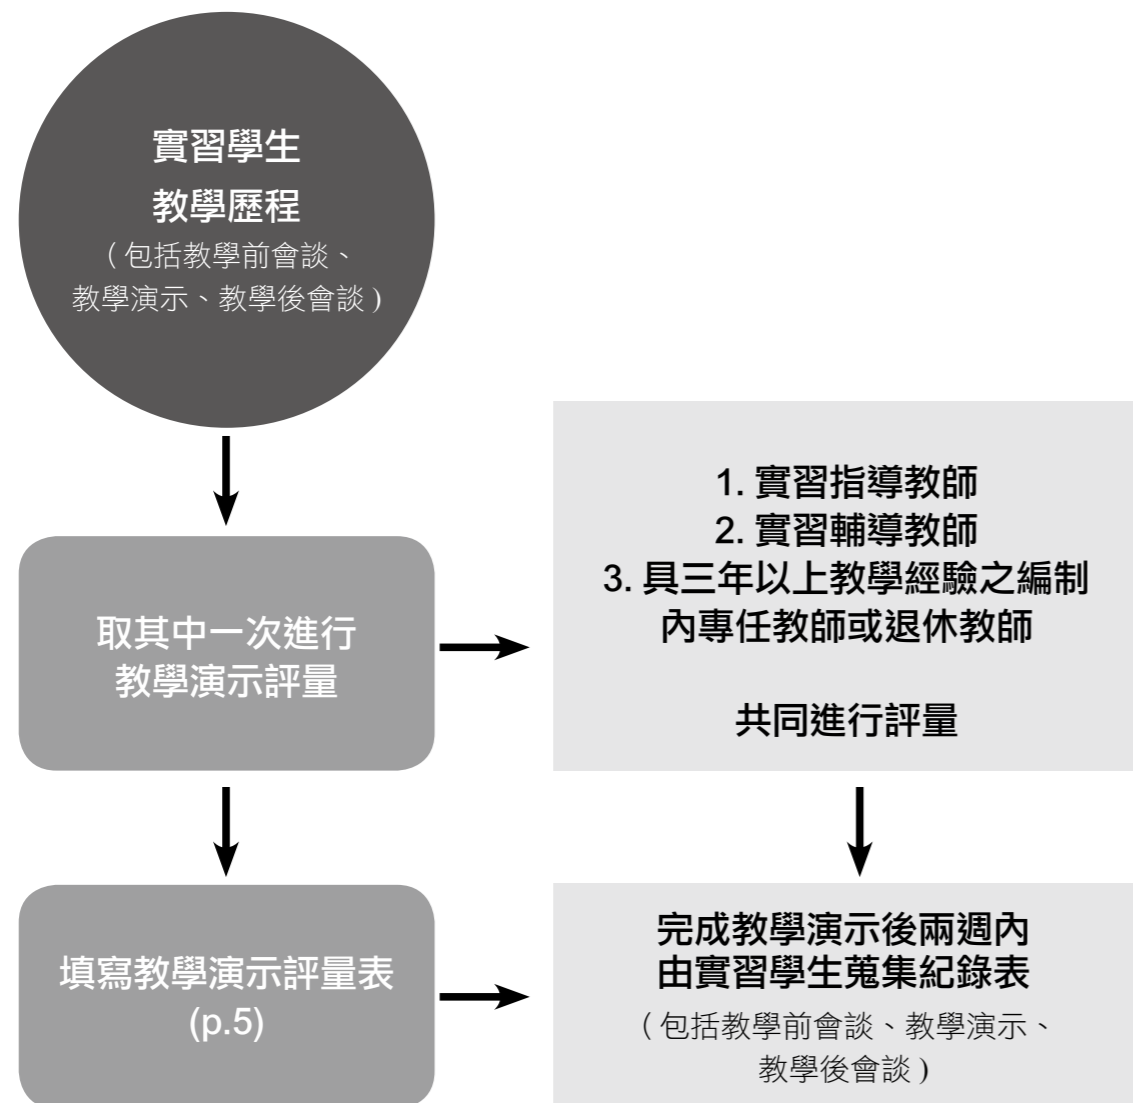 實習學生
教學歷程
（包括教學前會談、
教學演示、教學後會談）
取其中一次進行
教學演示評量
1. 實習指導教師
2. 實習輔導教師
3. 具三年以上教學經驗之編制
內專任教師或退休教師
共同進行評量
填寫教學演示評量表
(p.5)
完成教學演示後兩週內
由實習學生蒐集紀錄表
（包括教學前會談、教學演示、
教學後會談）